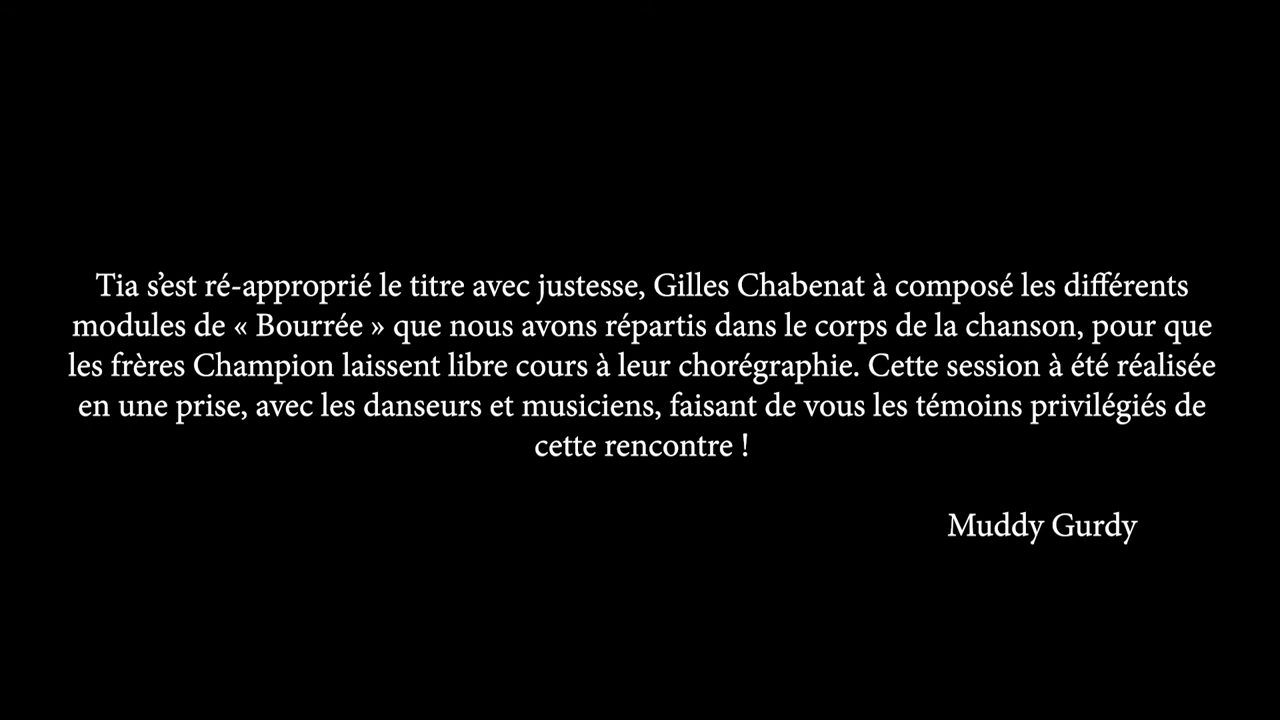 Tia s’est ré-approprié le titre avec justesse, Gilles Chabenat à composé les différents
modules de « Bourrée » que nous avons répartis dans le corps de la chanson, pour que
les frères Champion laissent libre cours à leur chorégraphie. Cette session à été réalisée
en une prise, avec les danseurs et musiciens, faisant de vous les témoins privilégiés de
cette rencontre !
Muddy Gurdy